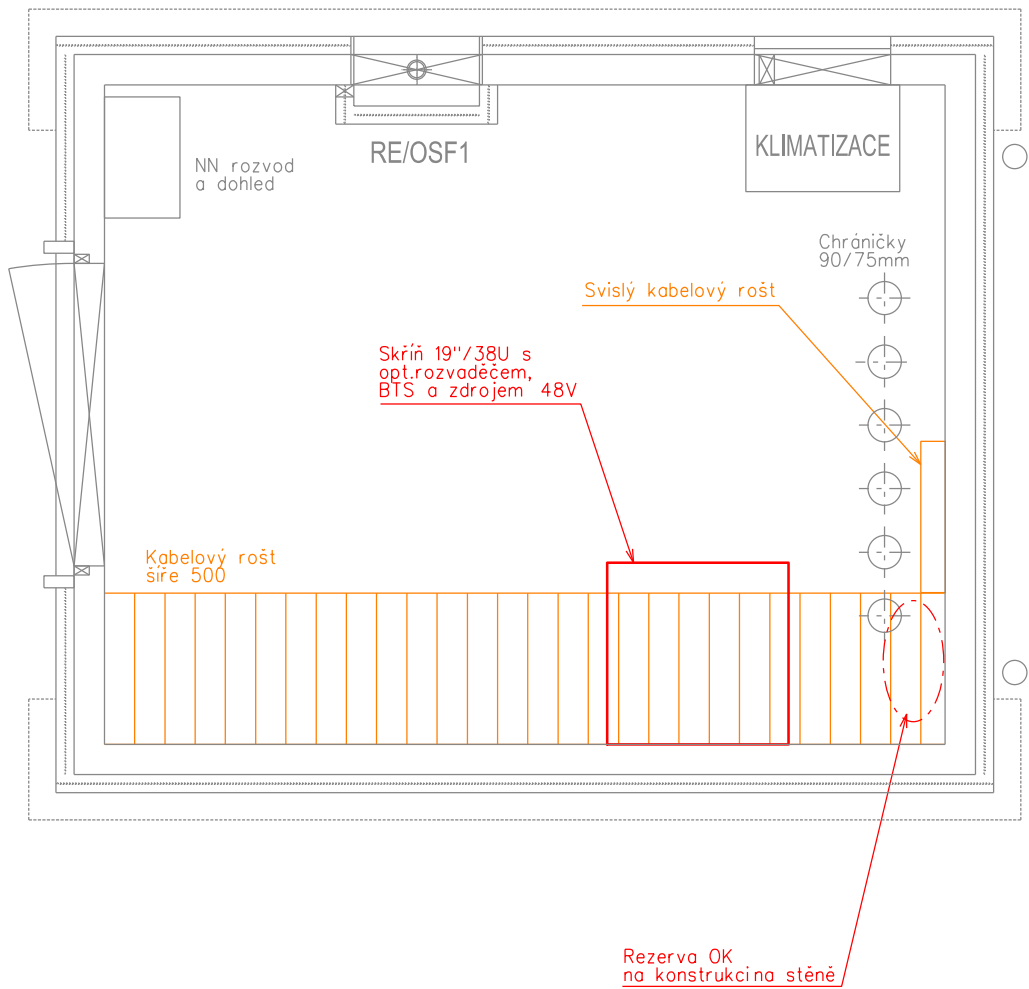 RE/OSF1
KLIMATIZACE
NN rozvod
a dohled
Chráničky
90/75mm
Svislý kabelový rošt
Skříň 19''/38U s
opt.rozvaděčem,
BTS a zdrojem 48V
Kabelový rošt
šíře 500
Rezerva OK
na konstrukcina stěně